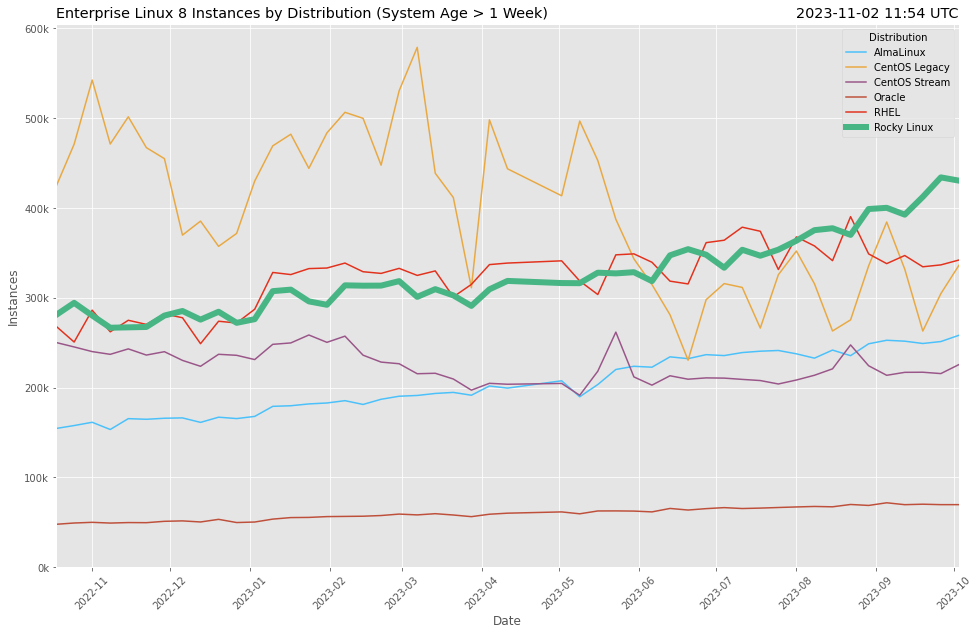 Enterprise Linux 8 Instances by Distribution (System Age > 1 Week)
2023-11-02 11:54 UTC
Distribution
AlmaLinux
CentOS Legacy
CentOS Stream
Oracle
RHEL
Rocky Linux
600k
500k
400k
300k
200k
100k
0k
Instances
2022-11
2022-12
2023-01
2023-02
2023-03
2023-04
2023-05
2023-06
2023-07
2023-08
2023-09
2023-10
Date